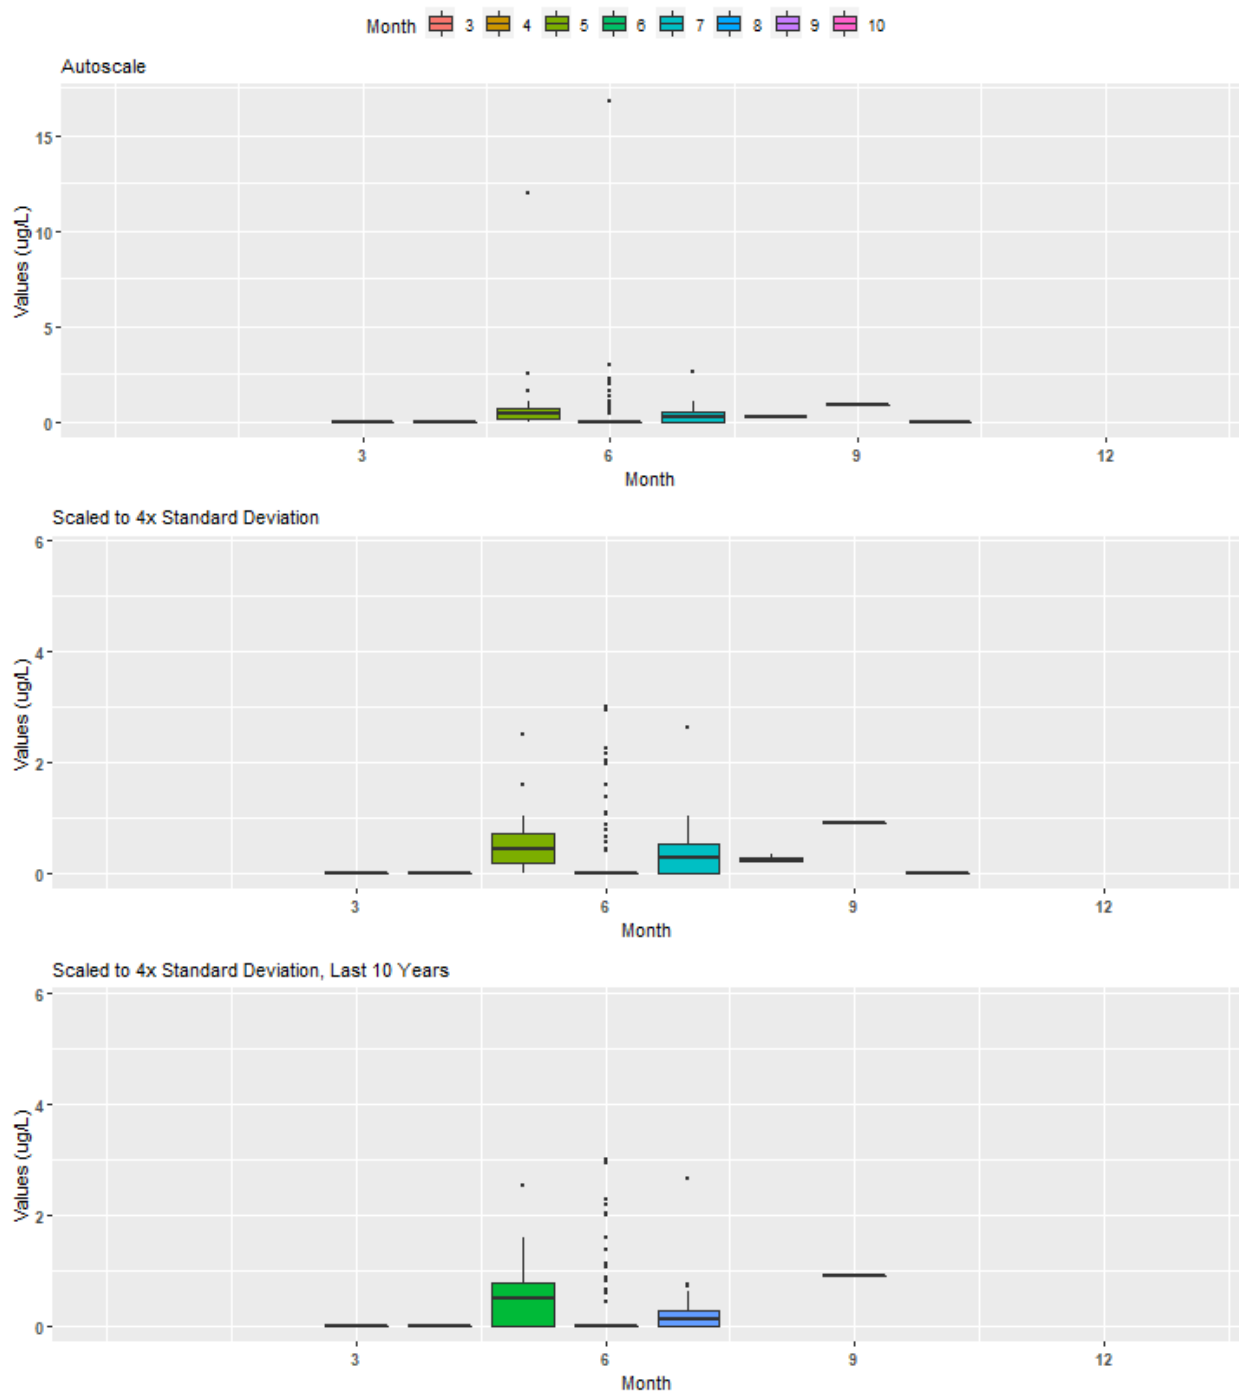 Month 3 4 5 6 7 8 9 10
Autoscale
Values (ug/L)
15
10
5
0
3 6 9 12
Month
Scaled to 4x Standard Deviation
Values (ug/L)
6
4
2
0
3 6 9 12
Month
Scaled to 4x Standard Deviation, Last 10 Years
Values (ug/L)
6
4
2
0
3 6 9 12
Month